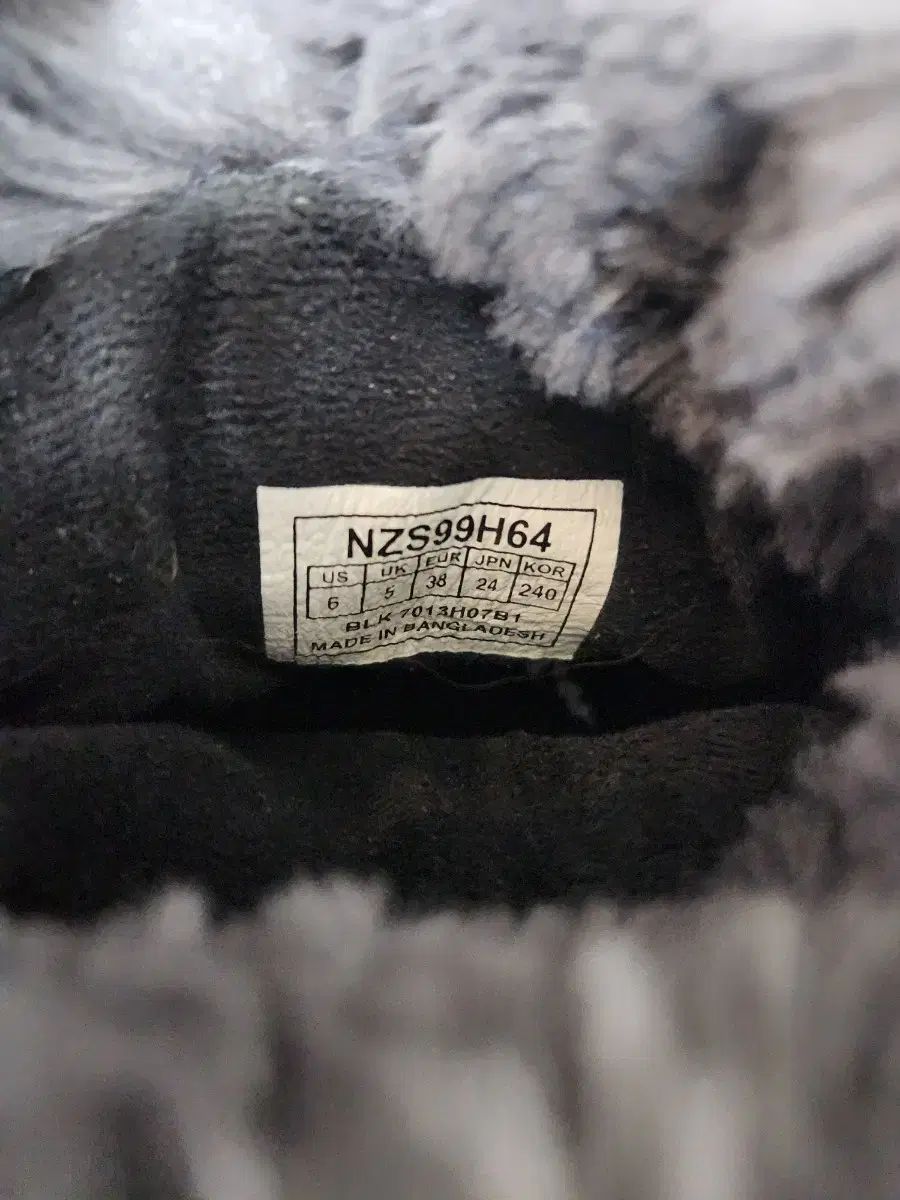 NZS99H64
US UK EUR JPN KOR
6 5 38 24 240
BLK 7013H07B1
MADE IN BANGLADESH